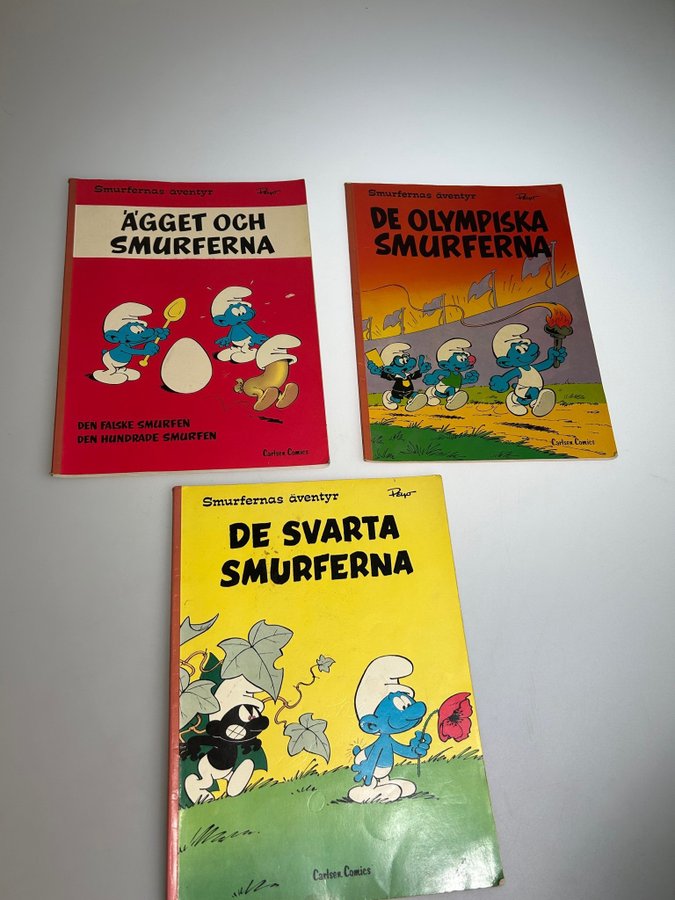 Smurfernas äventyr
Peyo
ÄGGET OCH
SMURFERNA
DEN FALSKE SMURFEN
DEN HUNDRADE SMURFEN
Carlsen Comics
Smurfernas äventyr
Peyo
DE OLYMPISKA
SMURFERNA
Carlsen Comics
Smurfernas äventyr
Peyo
DE SVARTA
SMURFERNA
Carlsen Comics